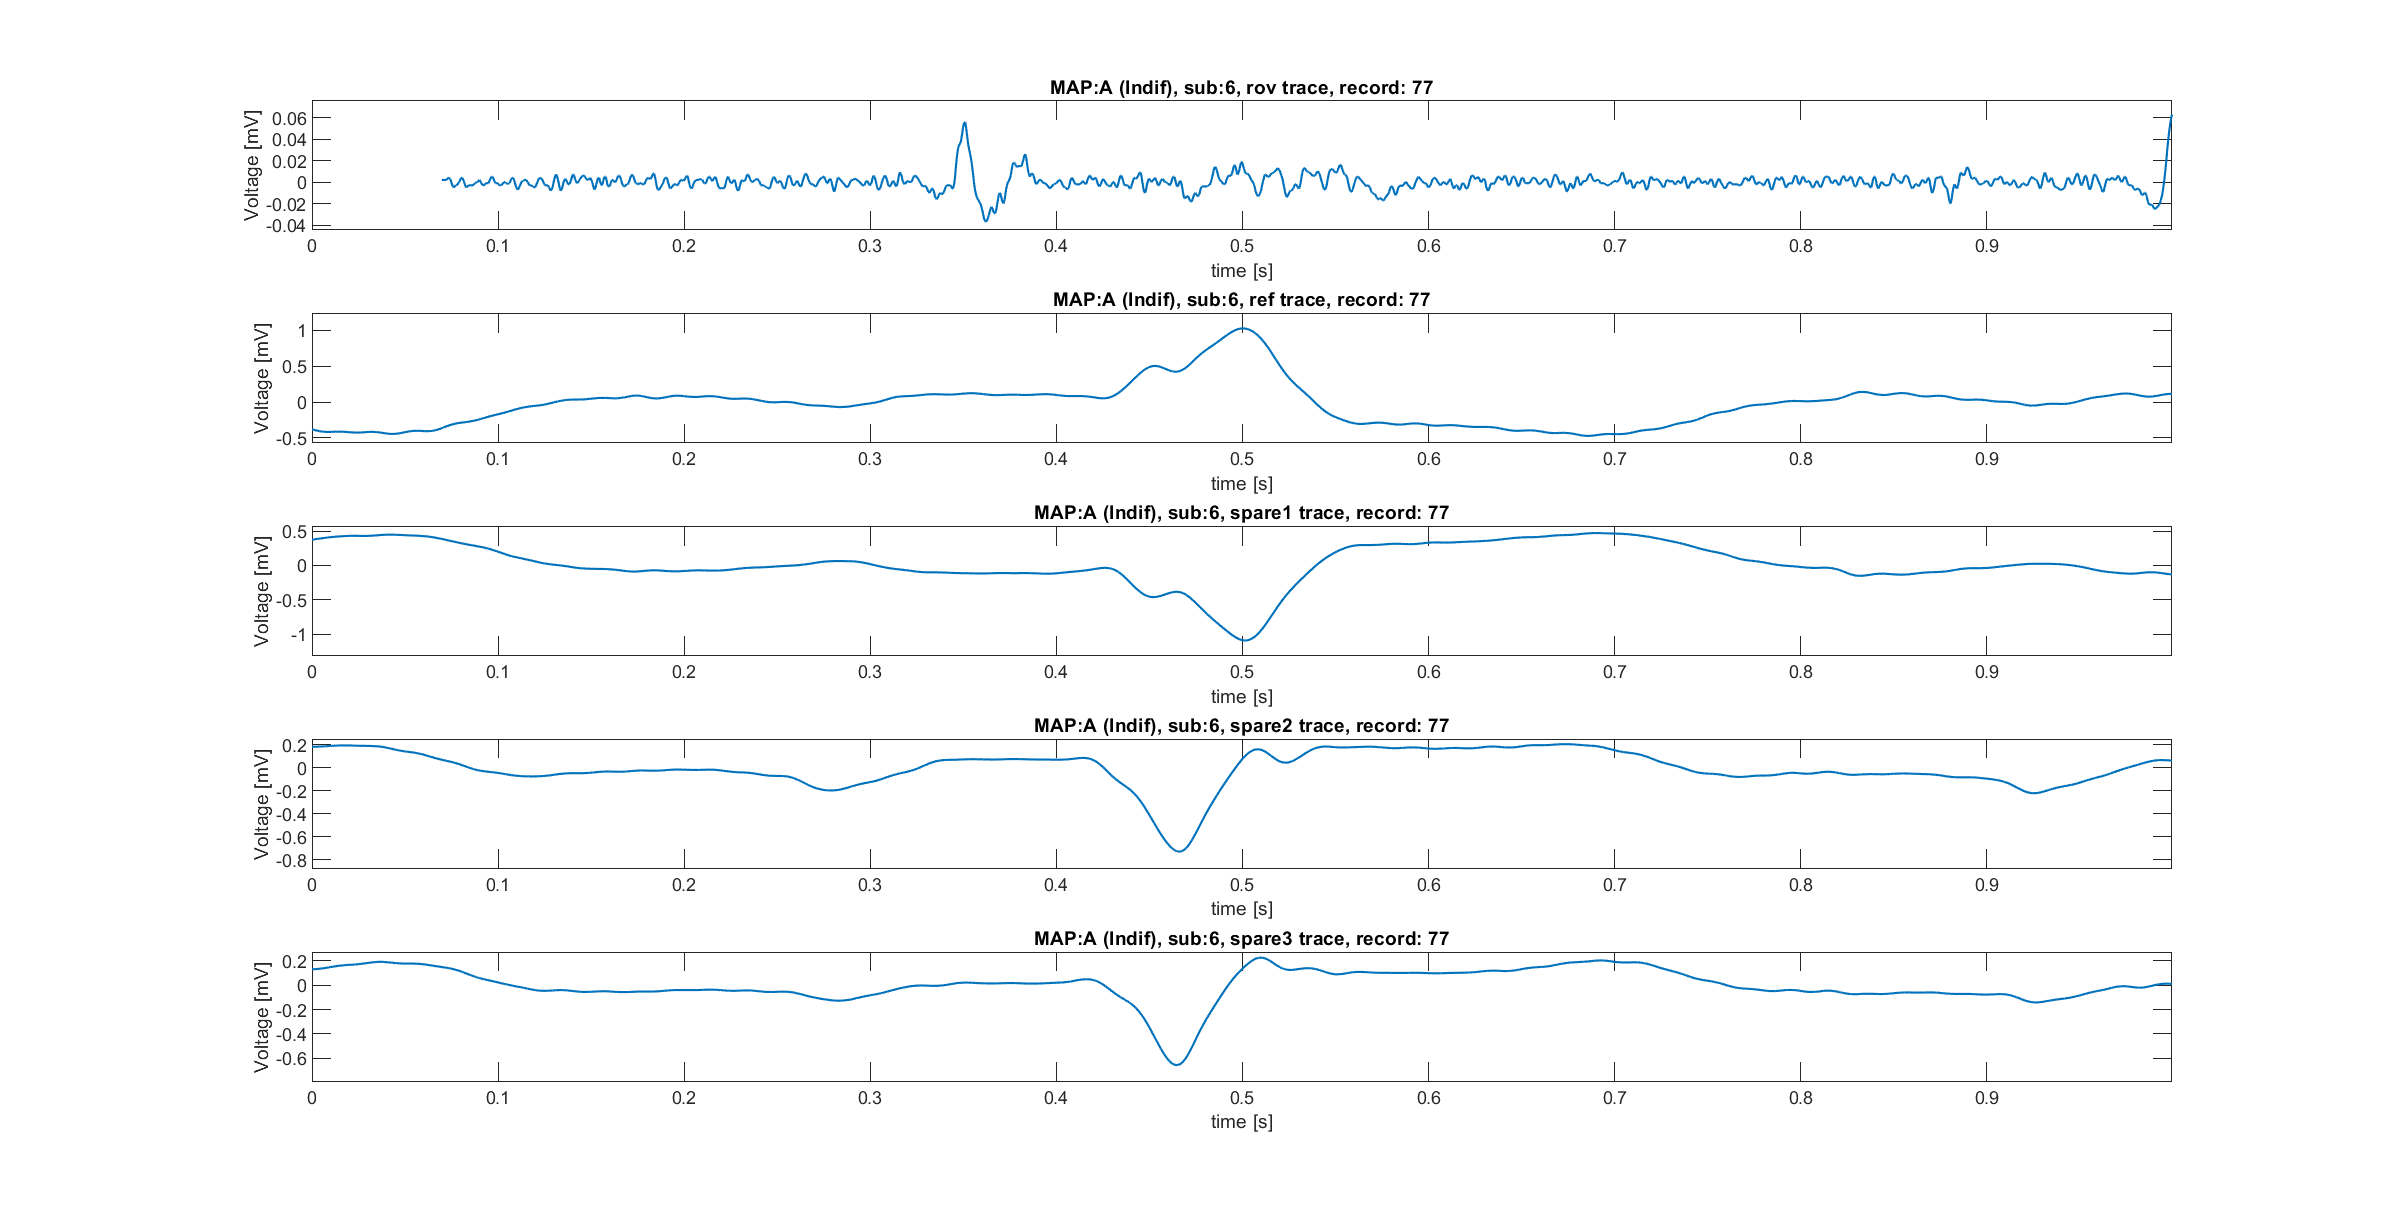 MAP:A (Indif), sub:6, rov trace, record: 77
Voltage [mV]
0.06
0.04
0.02
0
-0.02
-0.04
0 0.1 0.2 0.3 0.4 0.5 0.6 0.7 0.8 0.9
time [s]
MAP:A (Indif), sub:6, ref trace, record: 77
Voltage [mV]
1
0.5
0
-0.5
0 0.1 0.2 0.3 0.4 0.5 0.6 0.7 0.8 0.9
time [s]
MAP:A (Indif), sub:6, spare1 trace, record: 77
Voltage [mV]
0.5
0
-0.5
-1
0 0.1 0.2 0.3 0.4 0.5 0.6 0.7 0.8 0.9
time [s]
MAP:A (Indif), sub:6, spare2 trace, record: 77
Voltage [mV]
0.2
0
-0.2
-0.4
-0.6
-0.8
0 0.1 0.2 0.3 0.4 0.5 0.6 0.7 0.8 0.9
time [s]
MAP:A (Indif), sub:6, spare3 trace, record: 77
Voltage [mV]
0.2
0
-0.2
-0.4
-0.6
0 0.1 0.2 0.3 0.4 0.5 0.6 0.7 0.8 0.9
time [s]